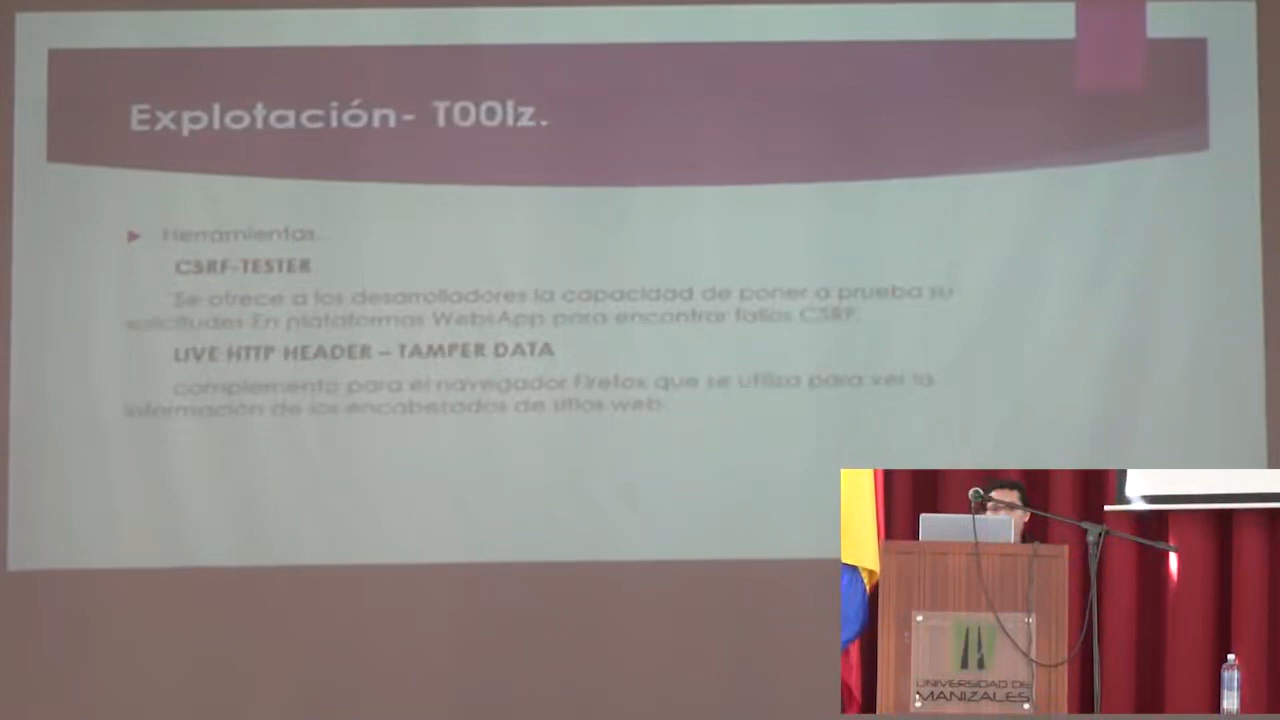 Explotación- T00lz.
Herramientas..
CSRF-TESTER
Se ofrece a los desarrolladores la capacidad de poner a prueba su
solicitudes En plataformas WebsApp para encontrar fallos CSRF.
LIVE HTTP HEADER – TAMPER DATA
complemento para el navegador Firefox que se utiliza para ver la
información de los encaberados de sitios web
UNIVERSIDAD DE
MANIZALES